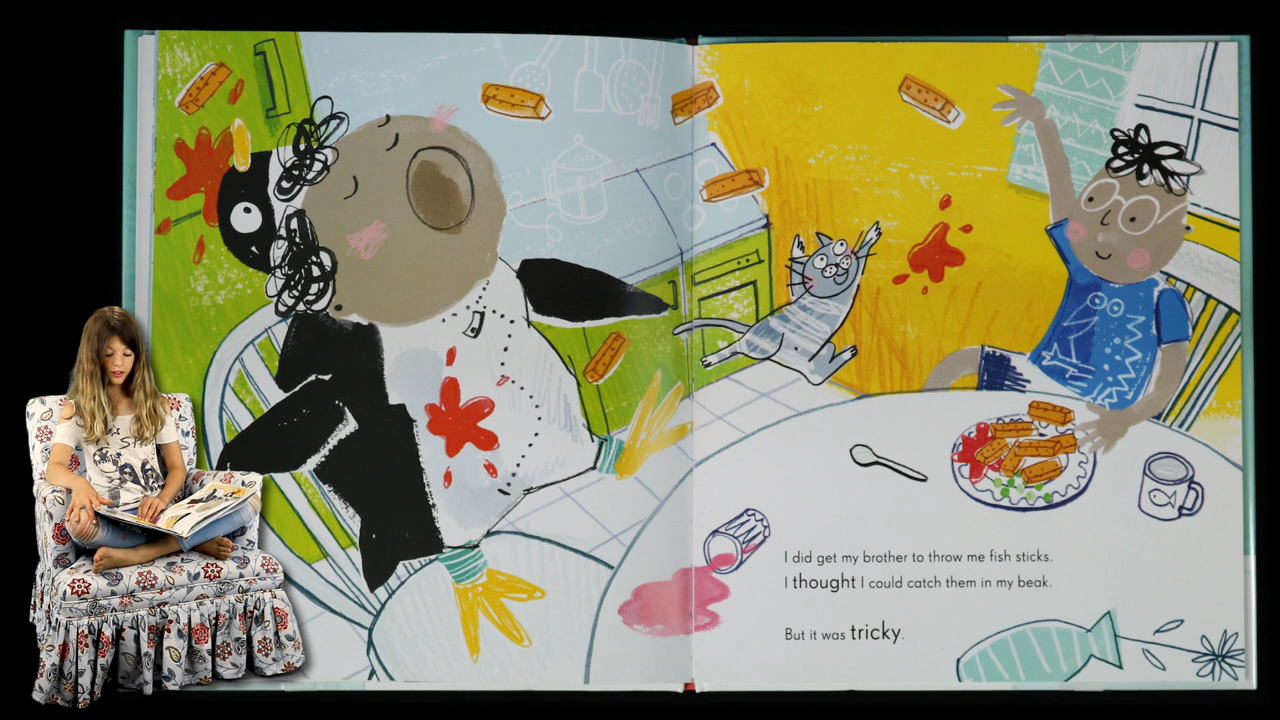 I did get my brother to throw me fish sticks.
I thought I could catch them in my beak.
But it was tricky.